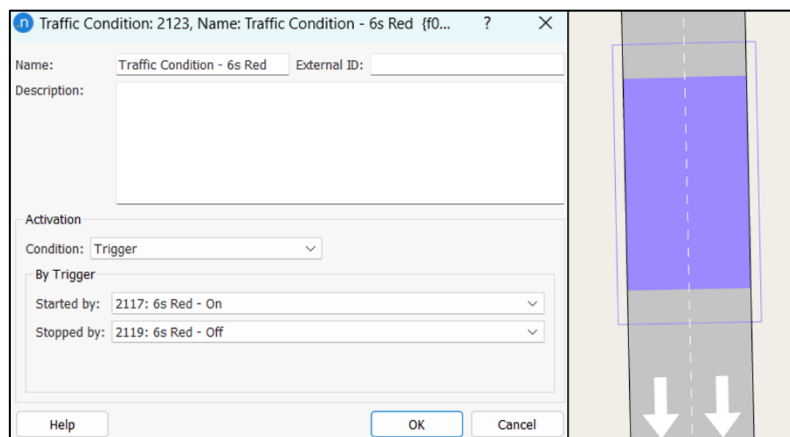 .n Traffic Condition: 2123, Name: Traffic Condition - 6s Red {f0... ?
Name: Traffic Condition - 6s Red External ID:
Description:
Activation
Condition: Trigger
By Trigger
Started by: 2117: 6s Red - On
Stopped by: 2119: 6s Red - Off
Help OK Cancel